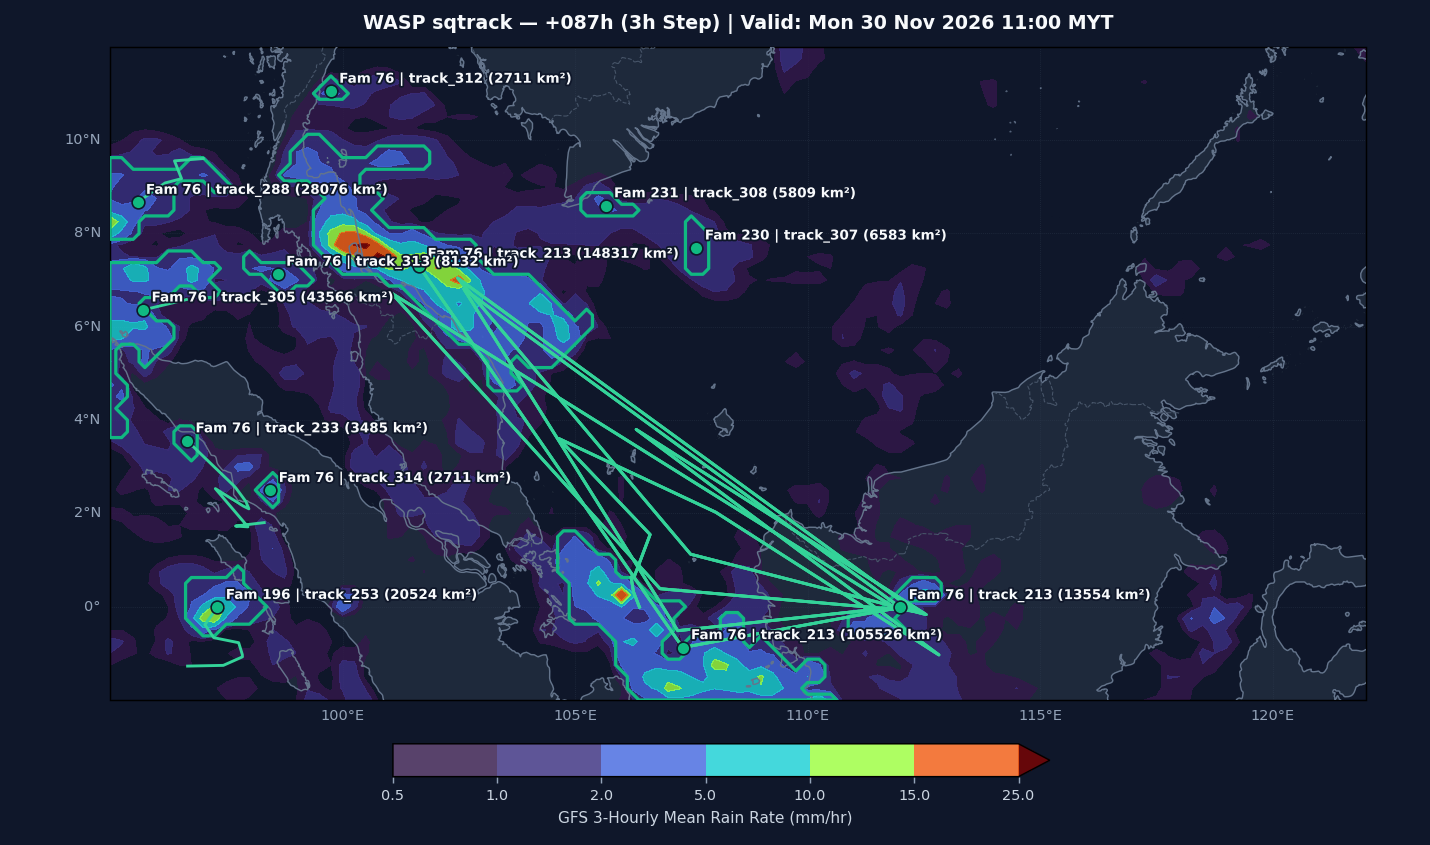 WASP sqtrack — +087h (3h Step) | Valid: Mon 30 Nov 2026 11:00 MYT
Fam 76 | track_312 (2711 km²)
10°N
Fam 76 | track_288 (28076 km²)
Fam 231 | track_308 (5809 km²)
8°N
Fam 230 | track_307 (6583 km²)
Fam 76 | track_213 (148317 km²)
Fam 76 | track_313 (8132 km²)
Fam 76 | track_305 (43566 km²)
6°N
4°N
Fam 76 | track_233 (3485 km²)
Fam 76 | track_314 (2711 km²)
2°N
Fam 196 | track_253 (20524 km²)
Fam 76 | track_213 (13554 km²)
0°
Fam 76 | track_213 (105526 km²)
100°E 105°E 110°E 115°E 120°E
0.5 1.0 2.0 5.0 10.0 15.0 25.0
GFS 3-Hourly Mean Rain Rate (mm/hr)